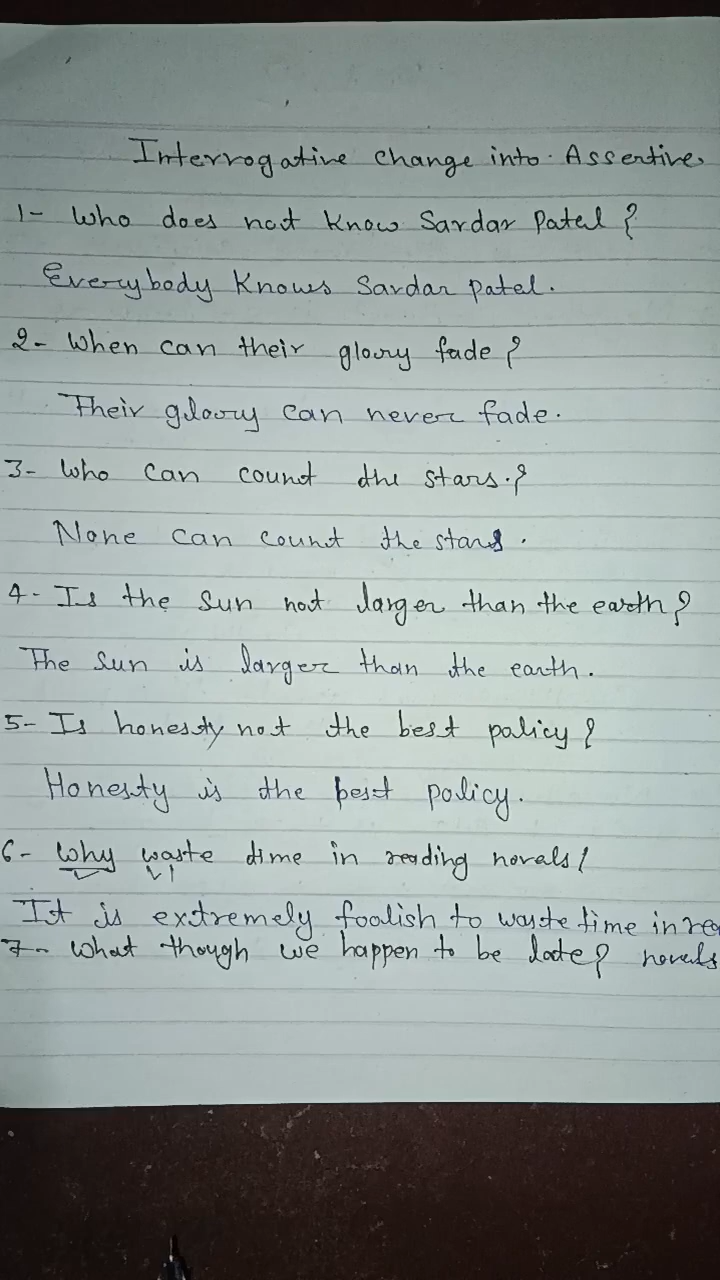 Interrogative change into Assertive.
1- Who does not Know Sardar Patel ?
Everybody Knows Sardar patel.
2- When can their gloury fade ?
Their gloury can never fade.
3- Who can count the stars.?
None can count the stars.
4- Is the Sun not larger than the earth ?
The Sun is larger than the earth.
5- Is honesty not the best policy ?
Honesty is the best policy.
6- Why waste time in reading novels !
It is extremely foolish to waste time in rea
7- What though we happen to be late ? novels